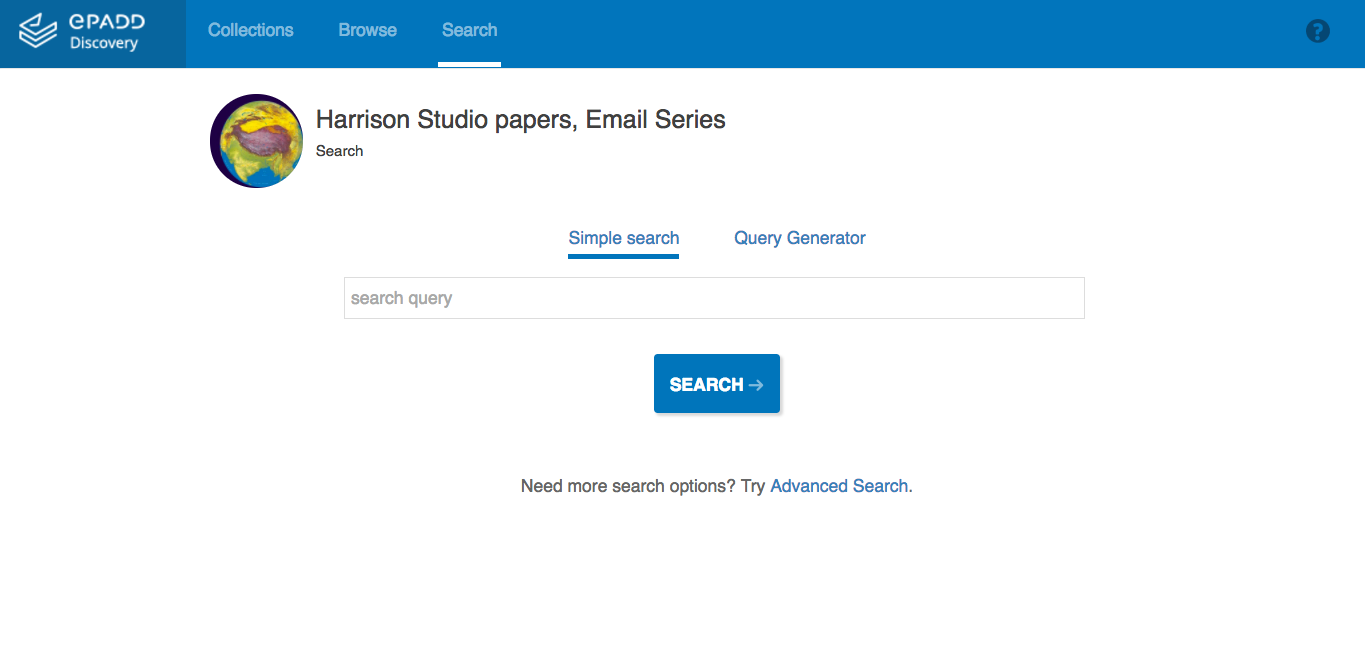 ePADD
Discovery
Collections Browse Search ?
Harrison Studio papers, Email Series
Search
Simple search Query Generator
search query
SEARCH →
Need more search options? Try Advanced Search.